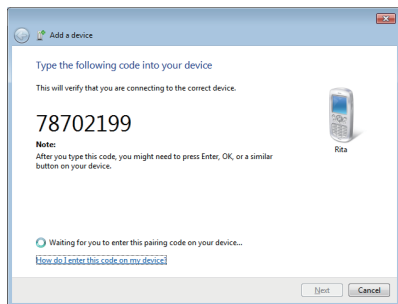 Add a device
Type the following code into your device
This will verify that you are connecting to the correct device.
78702199
Note:
After you type this code, you might need to press Enter, OK, or a similar
button on your device.
Rita
Waiting for you to enter this pairing code on your device...
How do I enter this code on my device?
Next Cancel